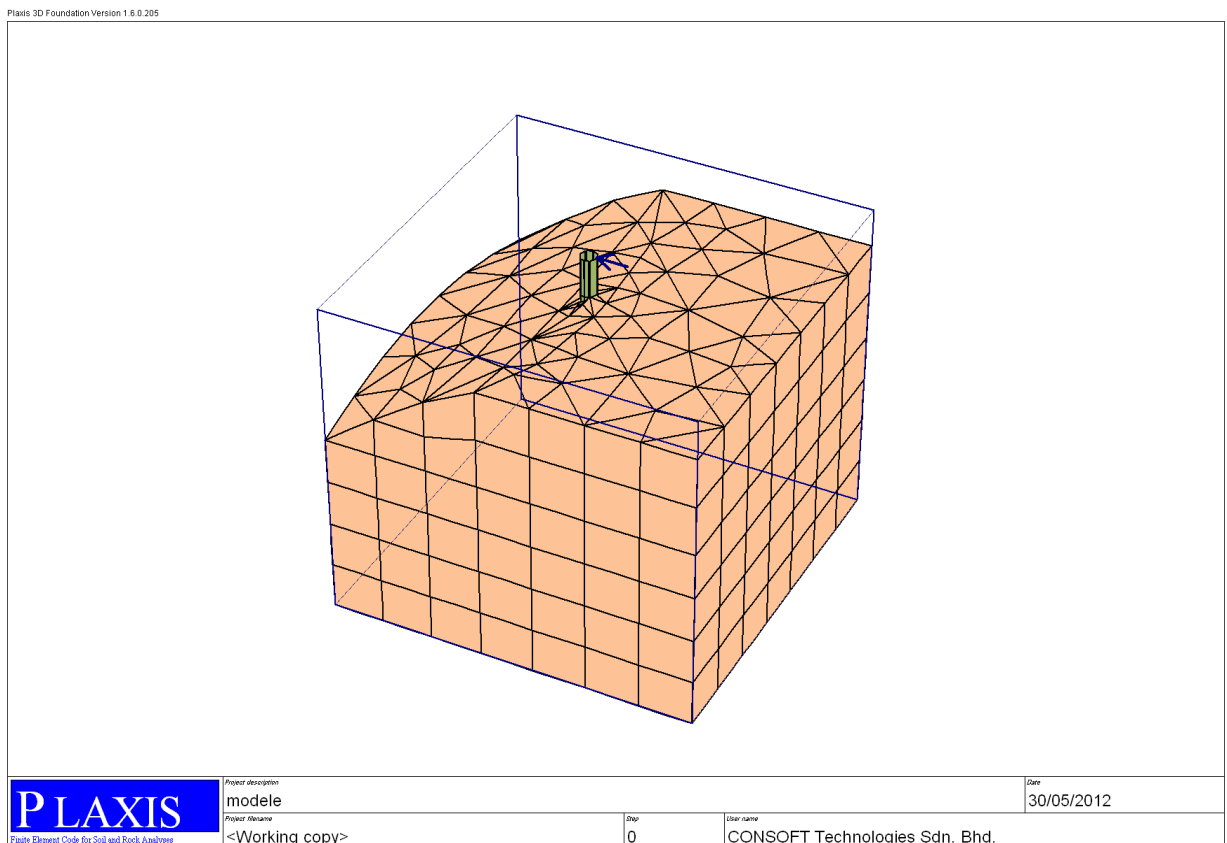 Plaxis 3D Foundation Version 1.6.0.205
PLAXIS
Finite Element Code for Soil and Rock Analyses
Project description
modele
Date
30/05/2012
Project filename
<Working copy>
Step
0
User name
CONSOFT Technologies Sdn. Bhd.